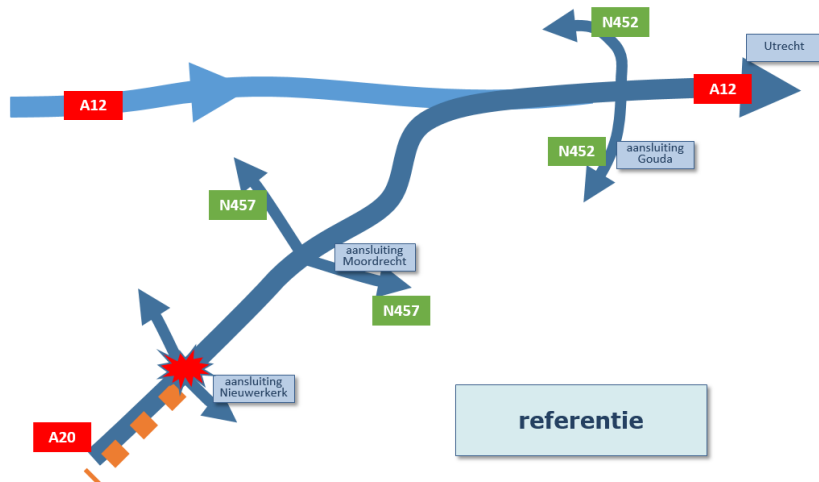 N452
Utrecht
A12
A12
N452
aansluiting
Gouda
N457
aansluiting
Moordrecht
N457
aansluiting
Nieuwerkerk
referentie
A20